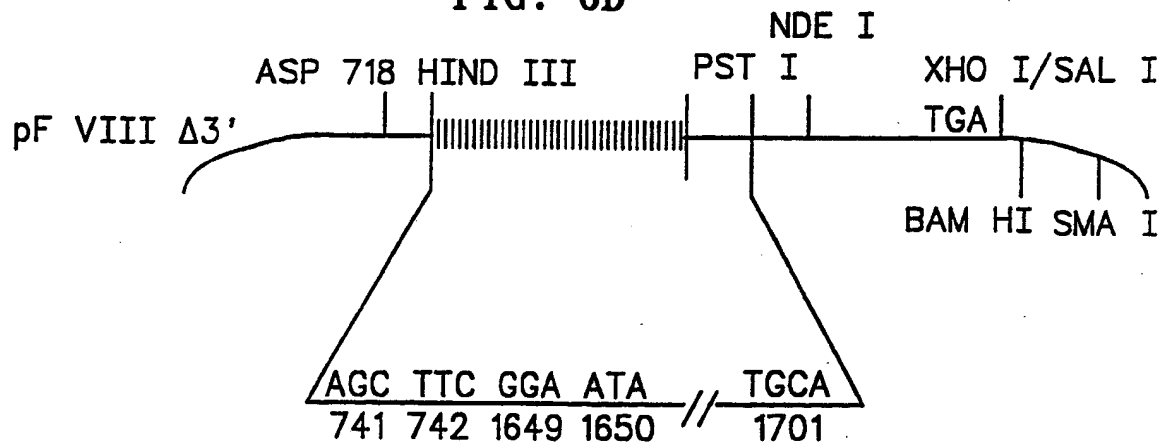 FIG. 6D
NDE I
ASP 718 HIND III PST I XHO I/SAL I
pF VIII Δ3' TGA
BAM HI SMA I
AGC TTC GGA ATA // TGCA
741 742 1649 1650 1701